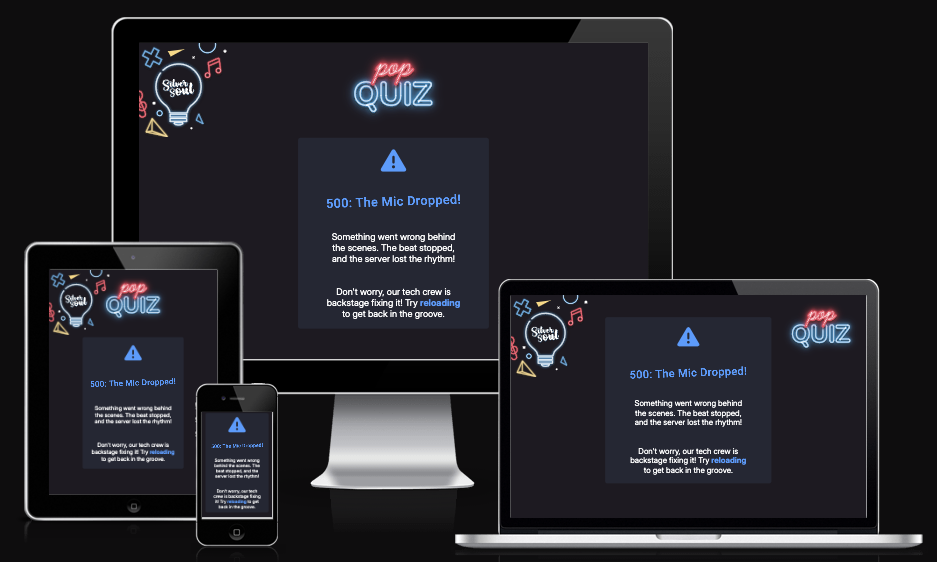 Silver
Soul
pop
QUIZ
500: The Mic Dropped!
Something went wrong behind
the scenes. The beat stopped,
and the server lost the rhythm!
Don't worry, our tech crew is
backstage fixing it! Try reloading
to get back in the groove.
Silver
Soul
pop
QUIZ
500: The Mic Dropped!
Something went wrong behind
the scenes. The beat stopped,
and the server lost the rhythm!
Don't worry, our tech crew is
backstage fixing it! Try reloading
to get back in the groove.
500: The Mic Dropped!
Something went wrong
behind the scenes. The
beat stopped, and the
server lost the rhythm!
Don't worry, our tech
crew is backstage fixing
it! Try reloading to get
back in the groove.
Silver
Soul
pop
QUIZ
500: The Mic Dropped!
Something went wrong behind
the scenes. The beat stopped,
and the server lost the rhythm!
Don't worry, our tech crew is
backstage fixing it! Try reloading
to get back in the groove.